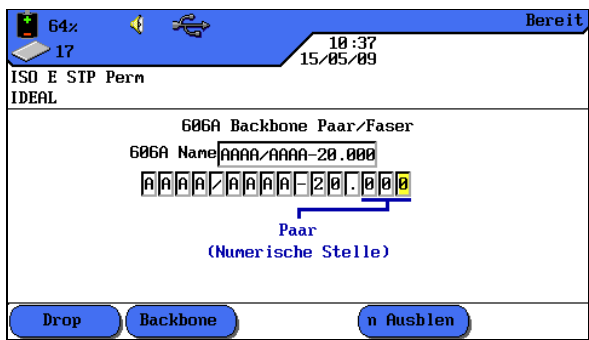 64%
Bereit
17
10:37
15/05/09
ISO E STP Perm
IDEAL
606A Backbone Paar/Faser
606A Name AAAA/AAAA-20.000
AAAA/AAAA-20.000
Paar
(Numerische Stelle)
Drop Backbone n Ausblen